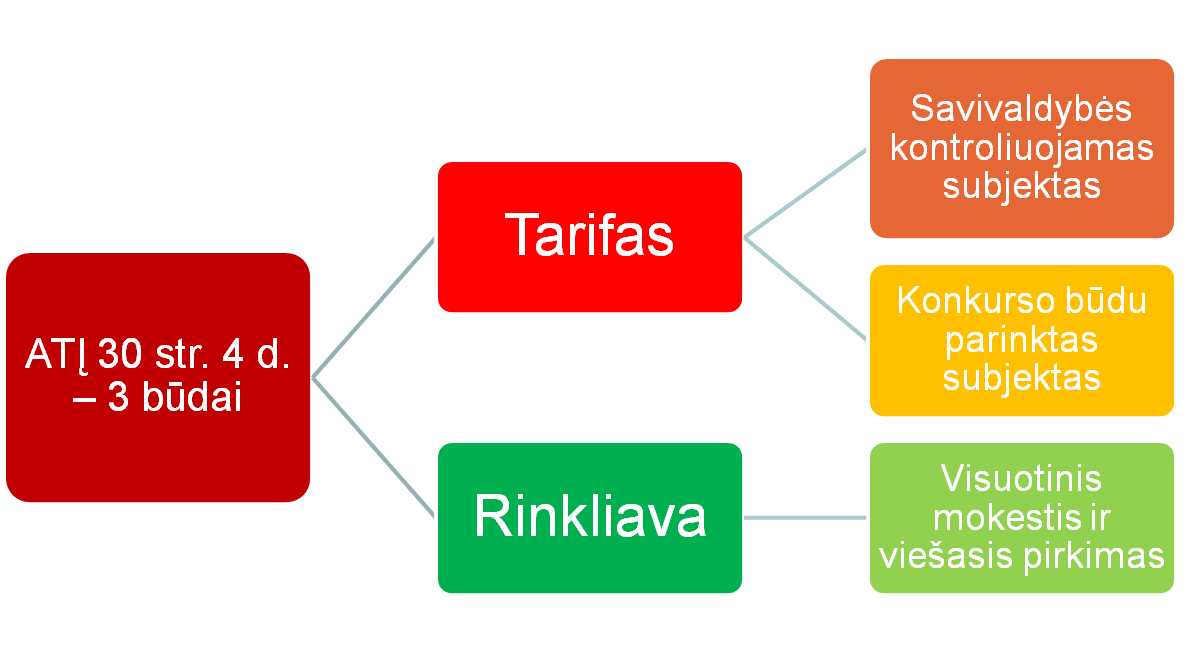 ATĮ 30 str. 4 d.
– 3 būdai
Tarifas
Rinkliava
Savivaldybės
kontroliuojamas
subjektas
Konkurso būdu
parinktas
subjektas
Visuotinis
mokestis ir
viešasis pirkimas